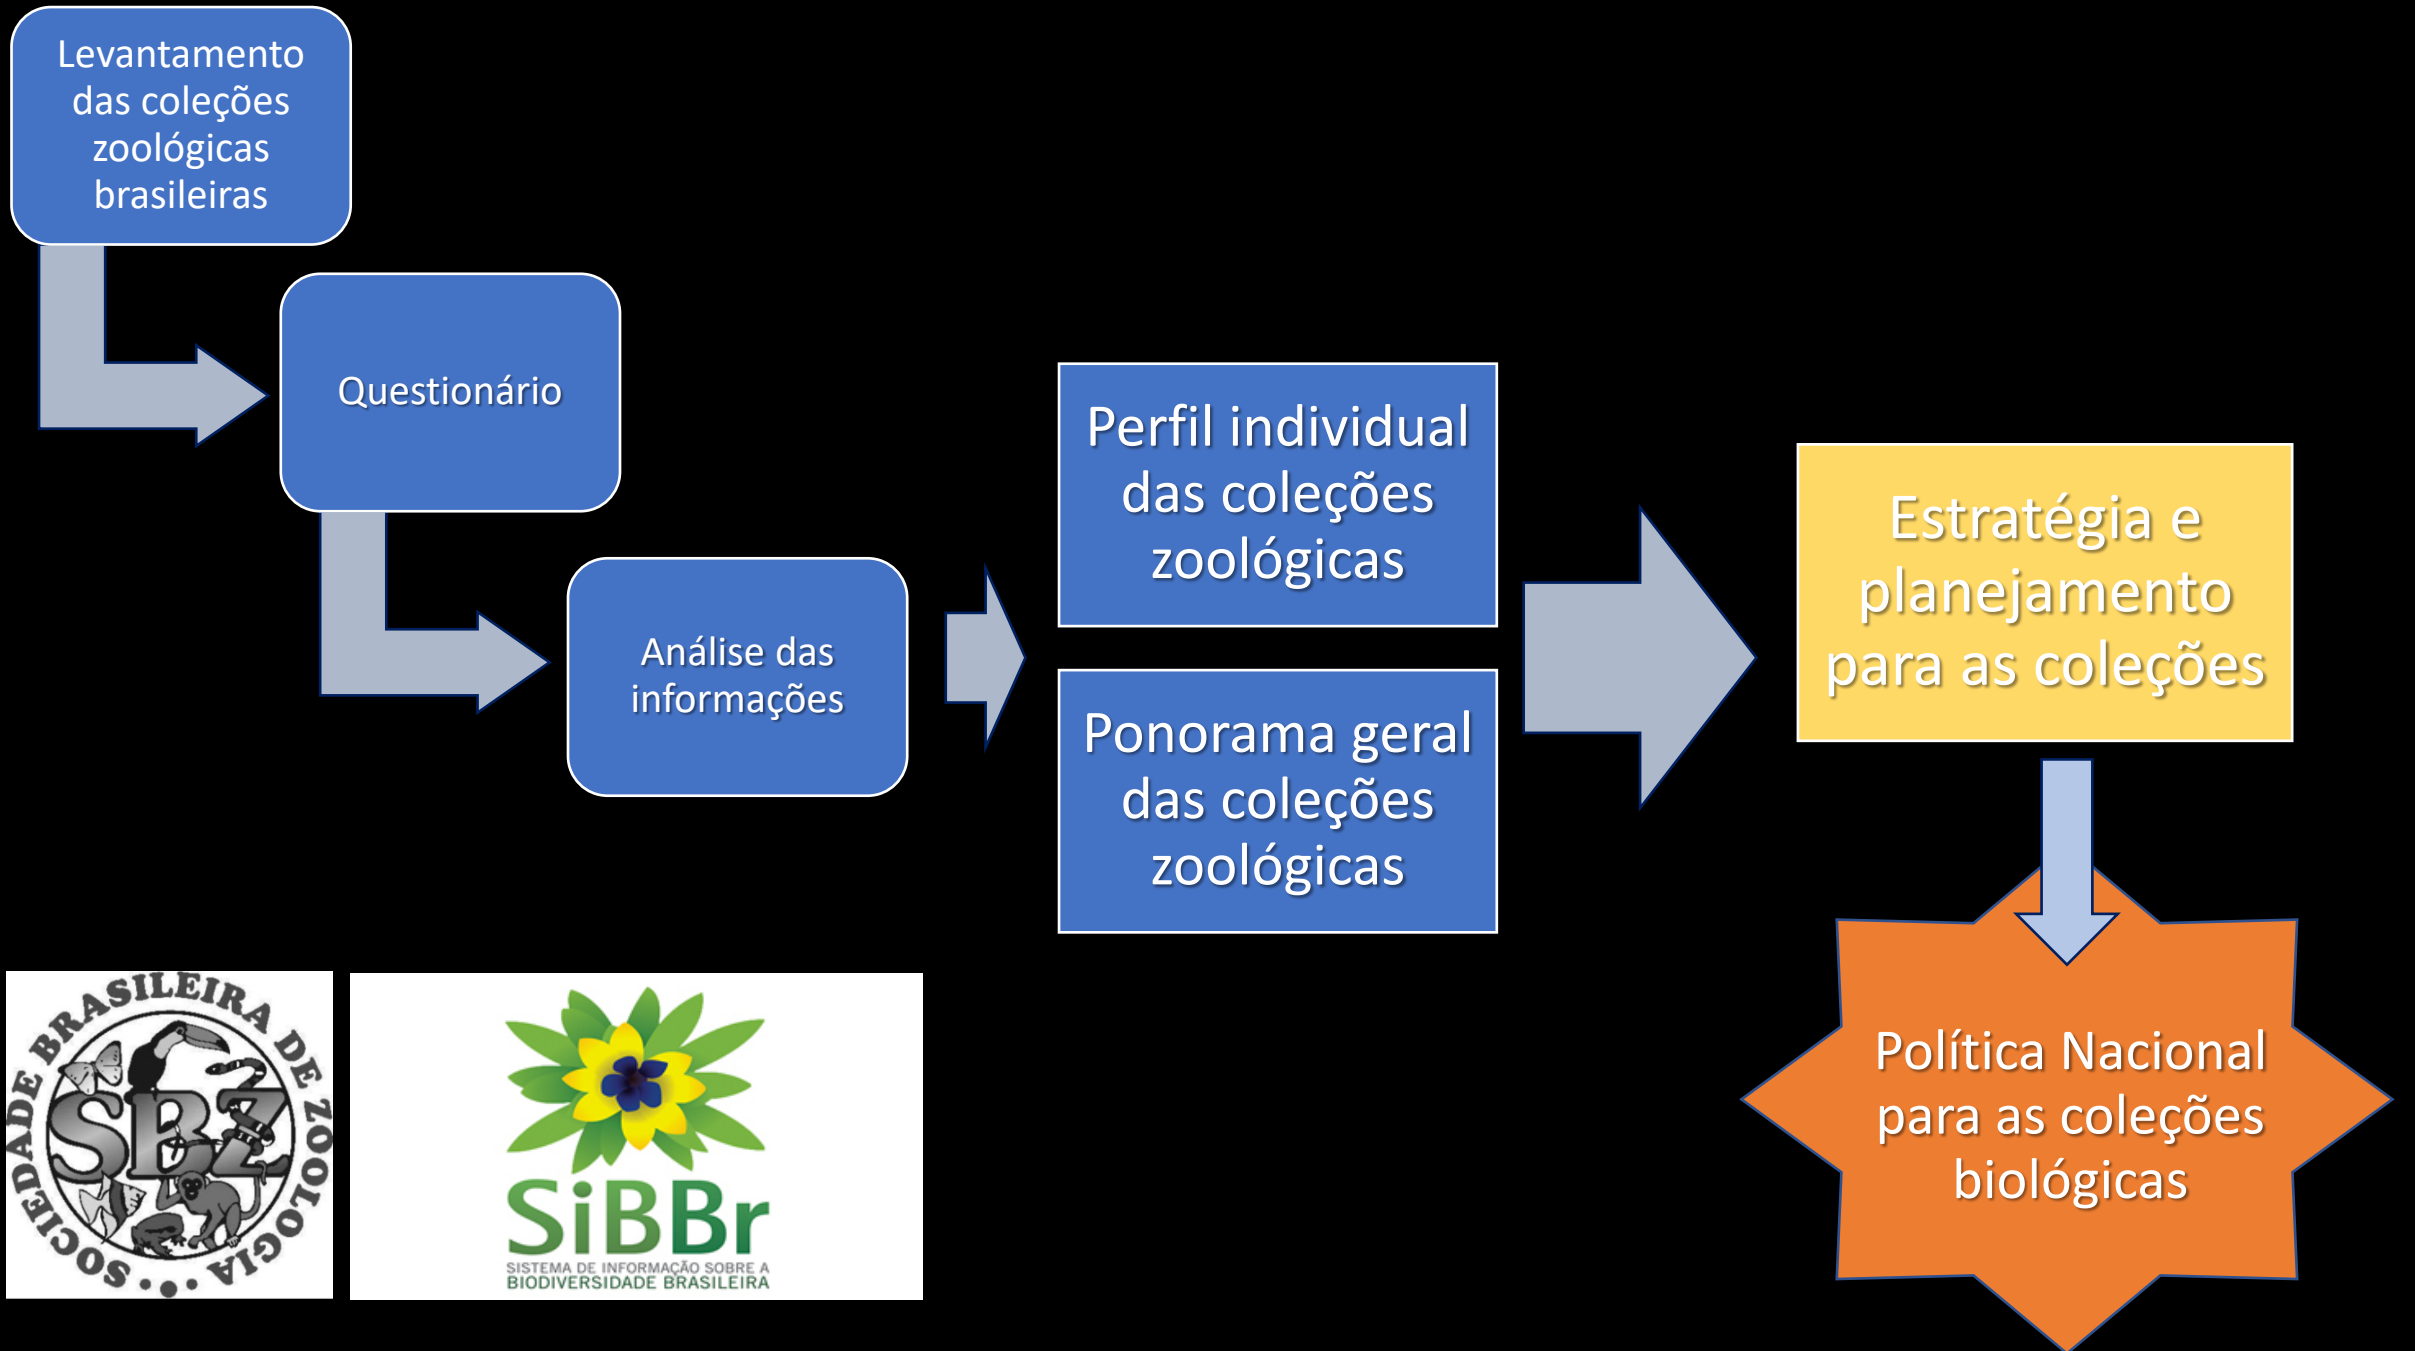 Levantamento
das coleções
zoológicas
brasileiras
Questionário
Análise das
informações
Perfil individual
das coleções
zoológicas
Ponorama geral
das coleções
zoológicas
Estratégia e
planejamento
para as coleções
Política Nacional
para as coleções
biológicas
SOCIEDADE BRASILEIRA DE ZOOLOGIA
SBZ
SiBBr
SISTEMA DE INFORMAÇÃO SOBRE A
BIODIVERSIDADE BRASILEIRA